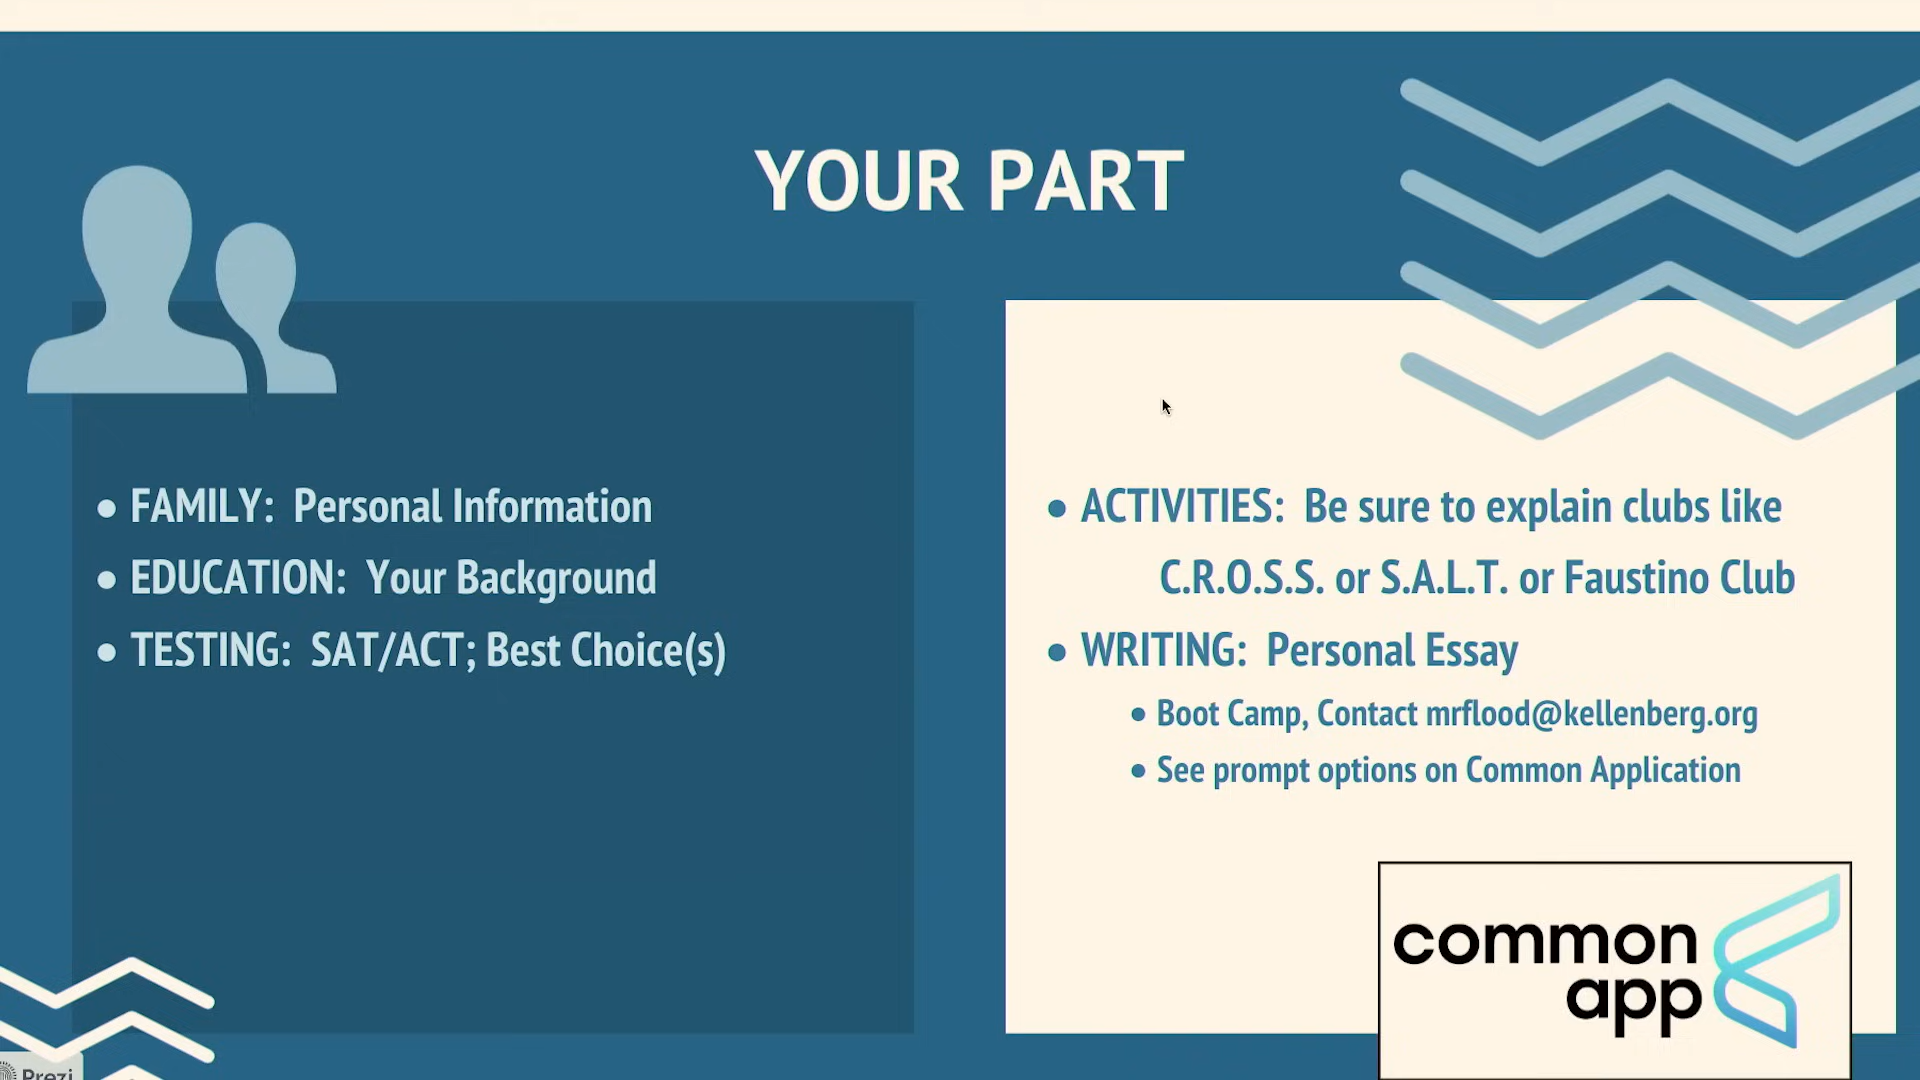 YOUR PART
• FAMILY: Personal Information
• EDUCATION: Your Background
• TESTING: SAT/ACT; Best Choice(s)
• ACTIVITIES: Be sure to explain clubs like
C.R.O.S.S. or S.A.L.T. or Faustino Club
• WRITING: Personal Essay
• Boot Camp, Contact mrflood@kellenberg.org
• See prompt options on Common Application
common
app
Prezi